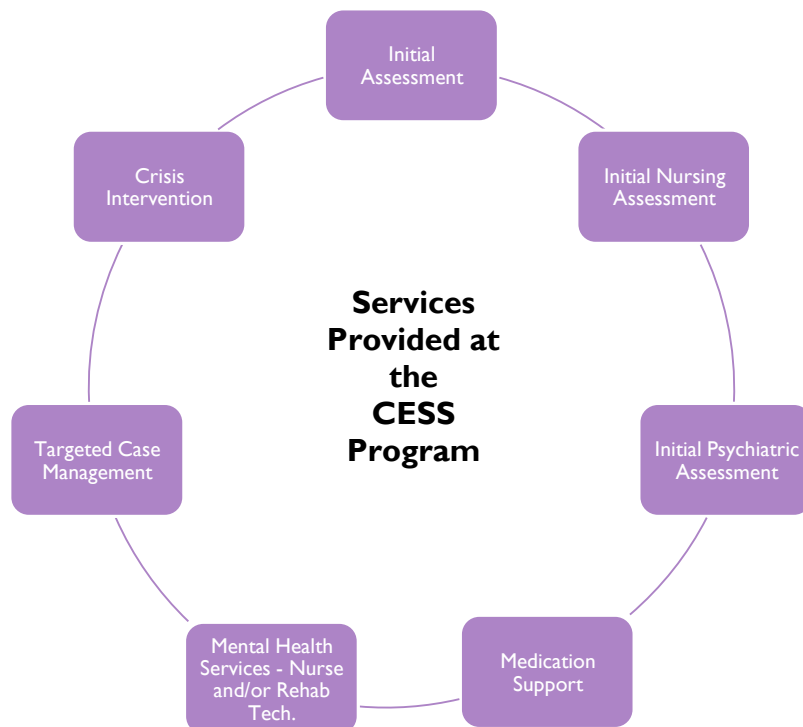 Initial
Assessment
Initial Nursing
Assessment
Initial Psychiatric
Assessment
Medication
Support
Mental Health
Services - Nurse
and/or Rehab
Tech.
Targeted Case
Management
Crisis
Intervention
Services
Provided at
the
CESS
Program